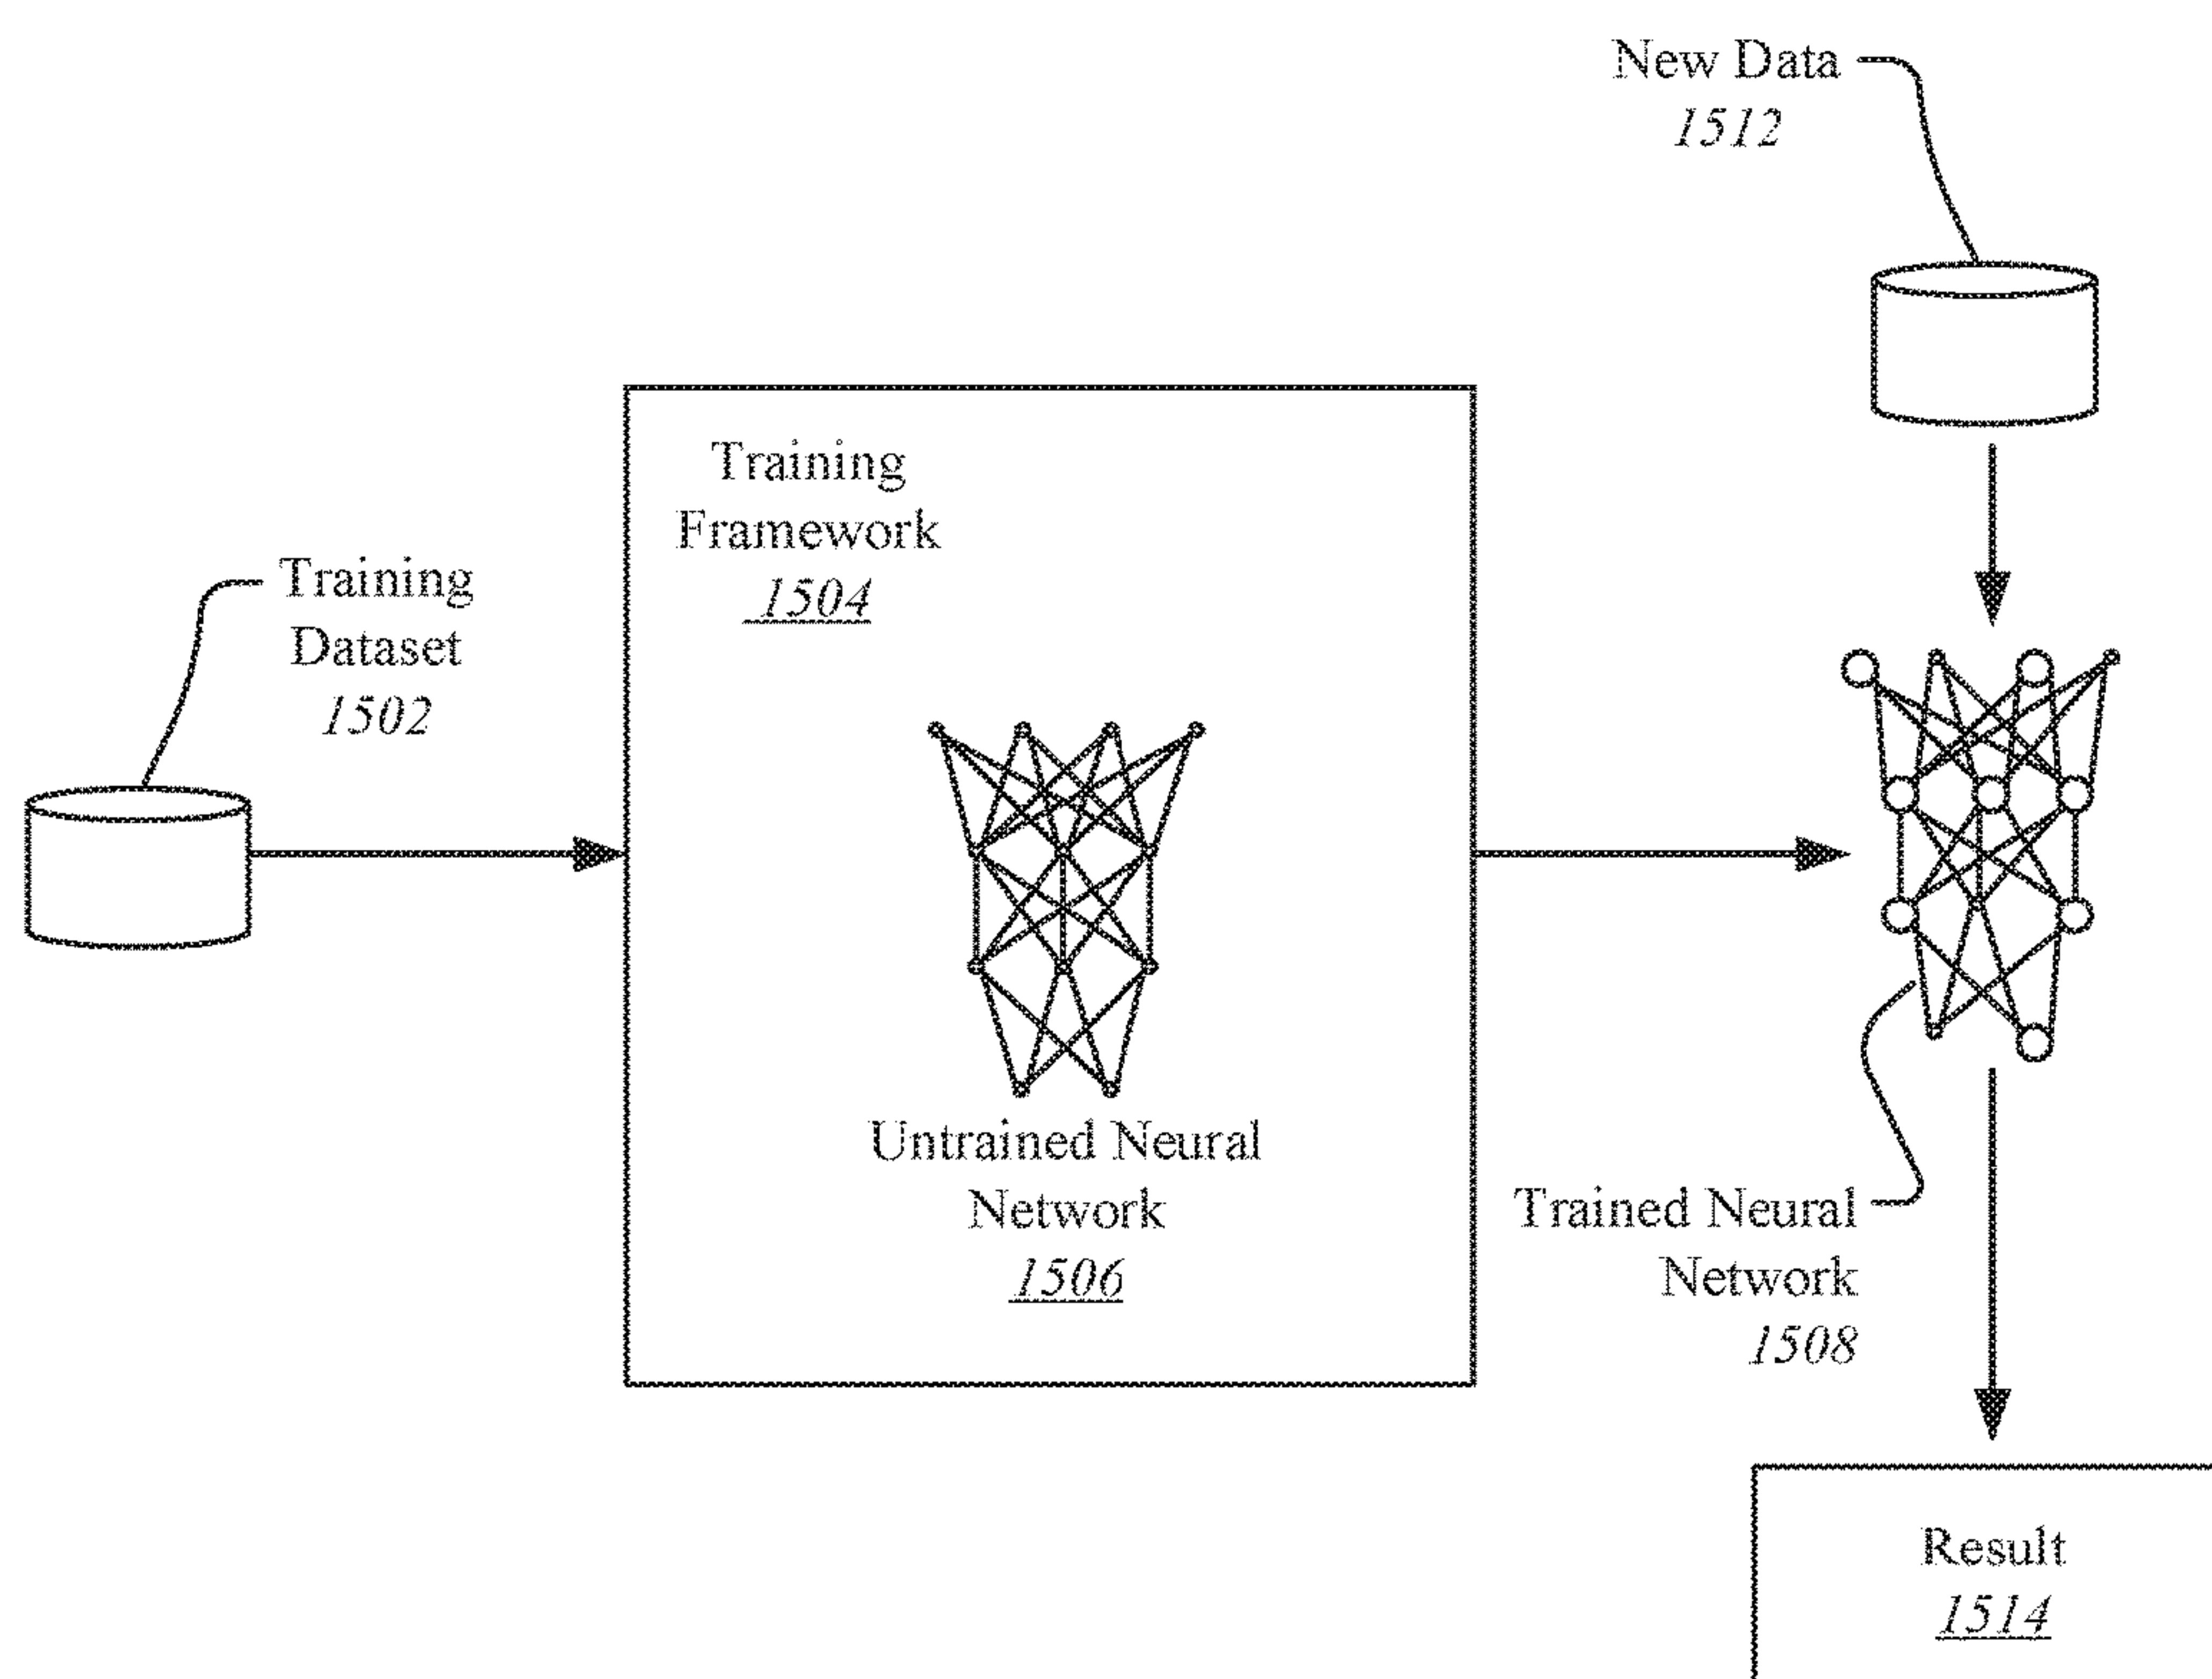 New Data
1512
Training
Framework
1504
Training
Dataset
1502
Untrained Neural
Network
1506
Trained Neural
Network
1508
Result
1514